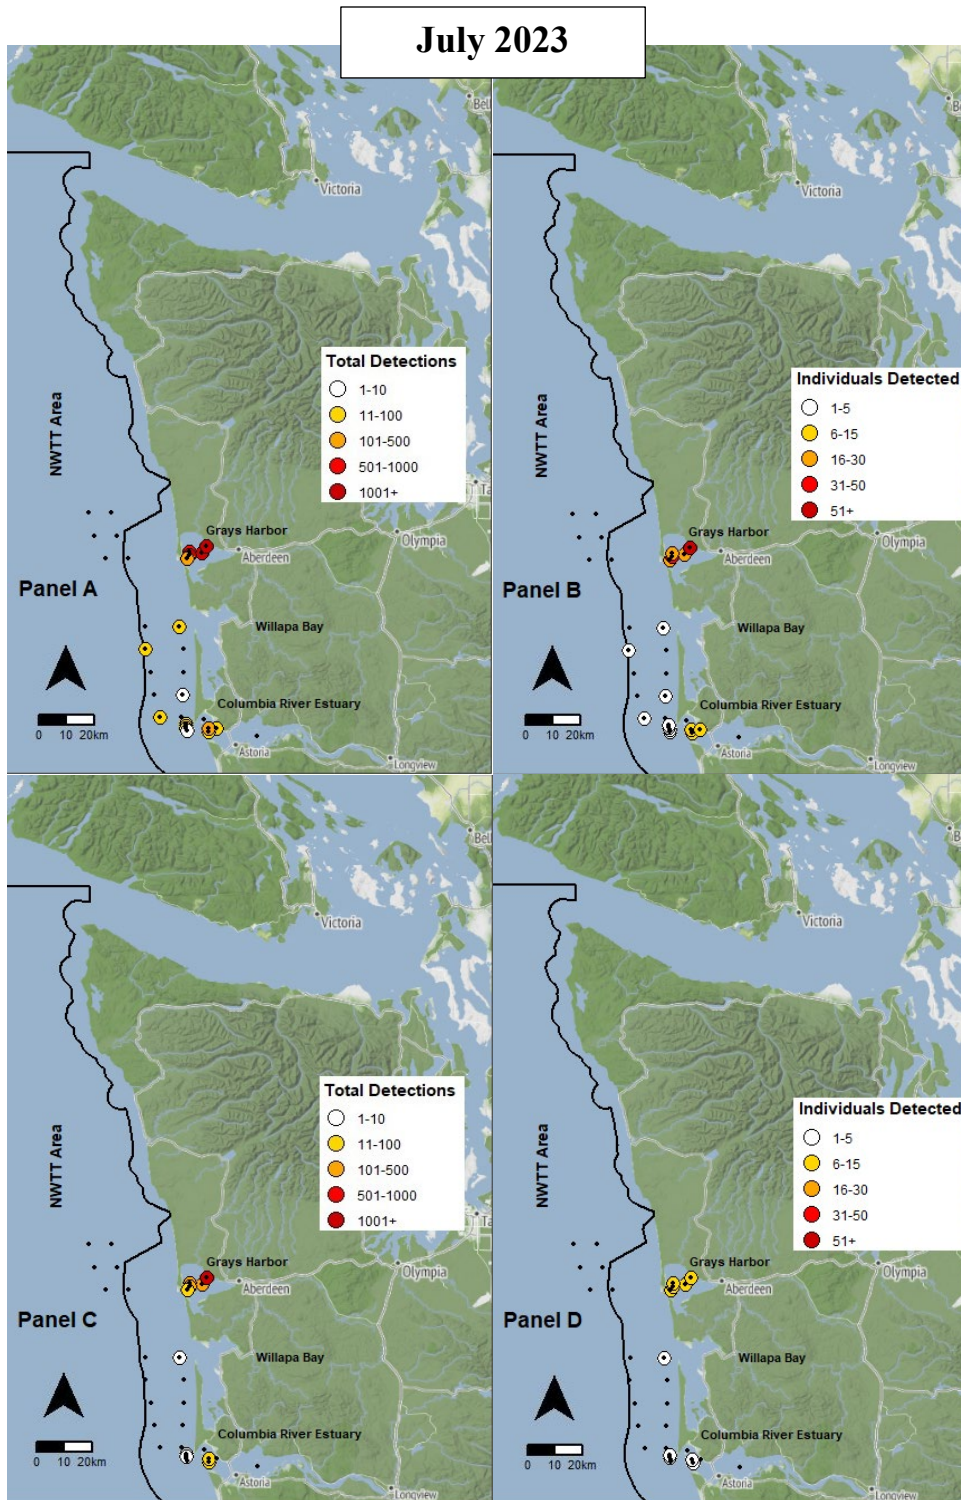 July 2023
Victoria
NWTT Area
Total Detections
1-10
11-100
101-500
501-1000
1001+
Grays Harbor
Aberdeen
Olympia
Panel A
Willapa Bay
Columbia River Estuary
0 10 20km
Astoria
Longview
Victoria
NWTT Area
Individuals Detected
1-5
6-15
16-30
31-50
51+
Grays Harbor
Aberdeen
Olympia
Panel B
Willapa Bay
Columbia River Estuary
0 10 20km
Astoria
Longview
Victoria
NWTT Area
Total Detections
1-10
11-100
101-500
501-1000
1001+
Grays Harbor
Aberdeen
Olympia
Panel C
Willapa Bay
Columbia River Estuary
0 10 20km
Astoria
Longview
Victoria
NWTT Area
Individuals Detected
1-5
6-15
16-30
31-50
51+
Grays Harbor
Aberdeen
Olympia
Panel D
Willapa Bay
Columbia River Estuary
0 10 20km
Astoria
Longview